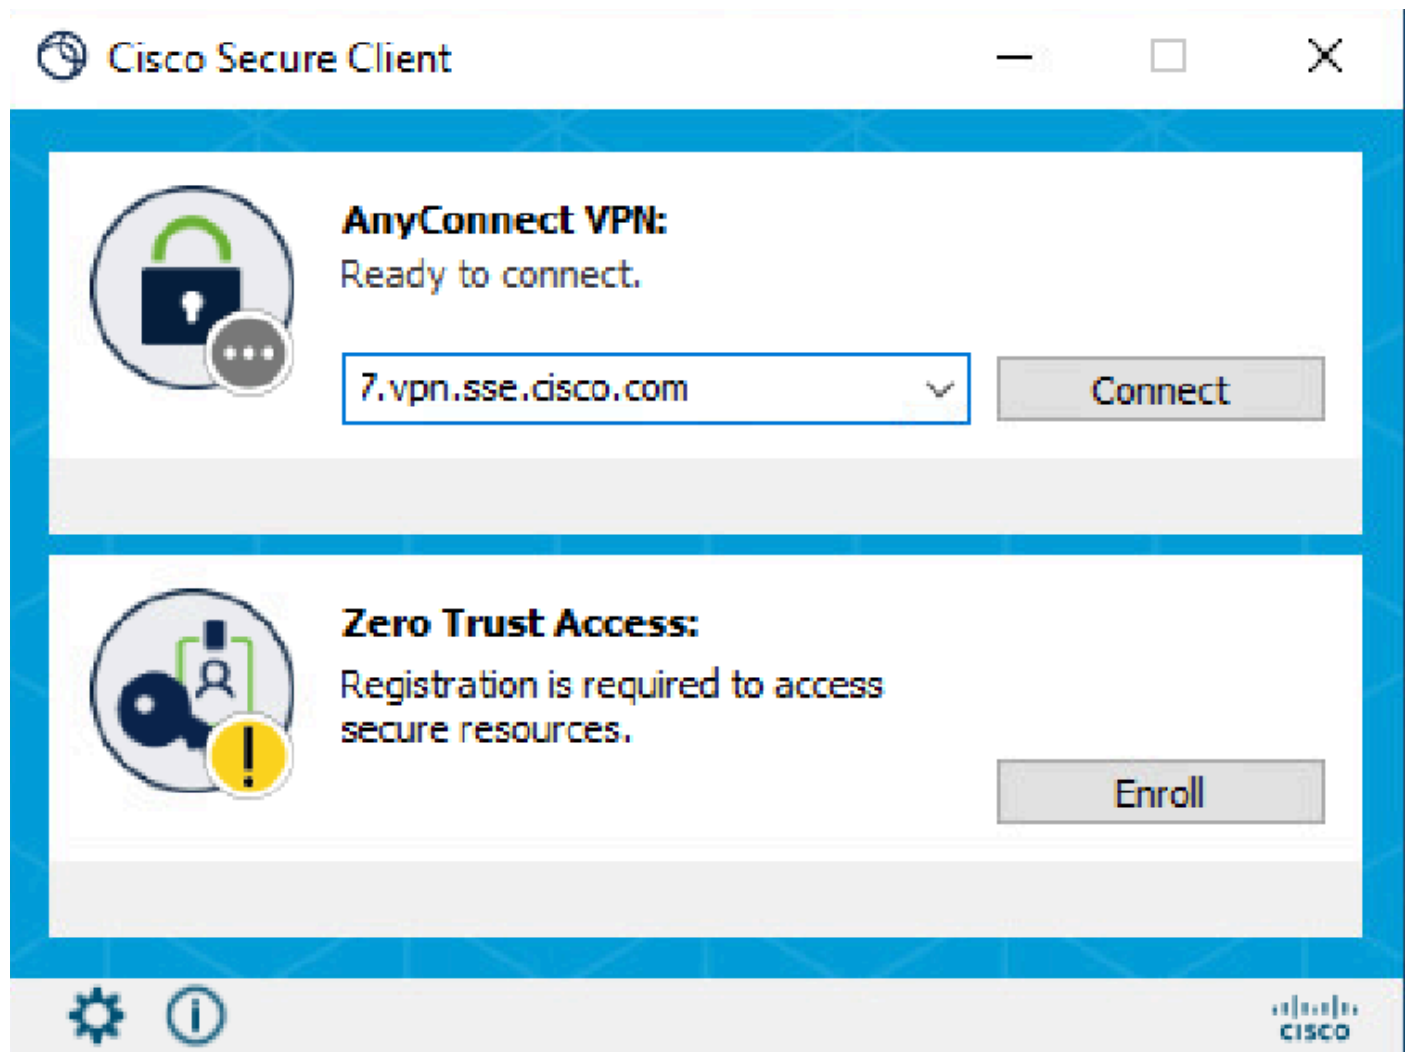 Cisco Secure Client
AnyConnect VPN:
Ready to connect.
7.vpn.sse.cisco.com
Connect
Zero Trust Access:
Registration is required to access
secure resources.
Enroll
CISCO